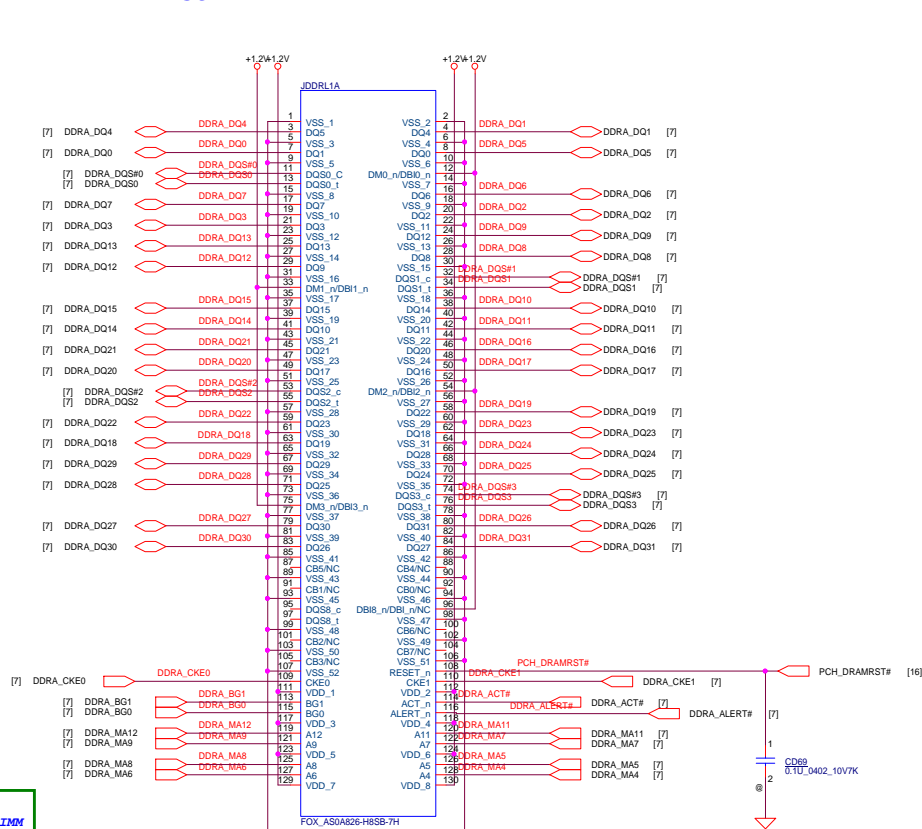 +1.2V +1.2V +1.2V +1.2V
JDDRL1A
1 VSS_1 VSS_2 2
[7] DDRA_DQ4 DDRA_DQ4 3 DQ5 DQ4 4 DDRA_DQ1 DDRA_DQ1 [7]
5 VSS_3 VSS_4 6
[7] DDRA_DQ0 DDRA_DQ0 7 DQ1 DQ0 8 DDRA_DQ5 DDRA_DQ5 [7]
9 VSS_5 VSS_6 10
[7] DDRA_DQS#0 DDRA_DQS#0 11 DQS0_C DM0_n/DBI0_n 12
[7] DDRA_DQS0 DDRA_DQS0 13 DQS0_t VSS_7 14
15 VSS_8 DQ6 16 DDRA_DQ6 DDRA_DQ6 [7]
[7] DDRA_DQ7 DDRA_DQ7 17 DQ7 VSS_9 18
19 VSS_10 DQ2 20 DDRA_DQ2 DDRA_DQ2 [7]
[7] DDRA_DQ3 DDRA_DQ3 21 DQ3 VSS_11 22
23 VSS_12 DQ12 24 DDRA_DQ9 DDRA_DQ9 [7]
[7] DDRA_DQ13 DDRA_DQ13 25 DQ13 VSS_13 26
27 VSS_14 DQ8 28 DDRA_DQ8 DDRA_DQ8 [7]
[7] DDRA_DQ12 DDRA_DQ12 29 DQ9 VSS_15 30
31 VSS_16 DQS1_c 32 DDRA_DQS#1 DDRA_DQS#1 [7]
33 DM1_n/DBI1_n DQS1_t 34 DDRA_DQS1 DDRA_DQS1 [7]
35 VSS_17 VSS_18 36
[7] DDRA_DQ15 DDRA_DQ15 37 DQ15 DQ14 38 DDRA_DQ10 DDRA_DQ10 [7]
39 VSS_19 VSS_20 40
[7] DDRA_DQ14 DDRA_DQ14 41 DQ10 DQ11 42 DDRA_DQ11 DDRA_DQ11 [7]
43 VSS_21 VSS_22 44
[7] DDRA_DQ21 DDRA_DQ21 45 DQ21 DQ20 46 DDRA_DQ16 DDRA_DQ16 [7]
47 VSS_23 VSS_24 48
[7] DDRA_DQ20 DDRA_DQ20 49 DQ17 DQ16 50 DDRA_DQ17 DDRA_DQ17 [7]
51 VSS_25 VSS_26 52
[7] DDRA_DQS#2 DDRA_DQS#2 53 DQS2_c DM2_n/DBI2_n 54
[7] DDRA_DQS2 DDRA_DQS2 55 DQS2_t VSS_27 56
57 VSS_28 DQ22 58 DDRA_DQ19 DDRA_DQ19 [7]
[7] DDRA_DQ22 DDRA_DQ22 59 DQ23 VSS_29 60
61 VSS_30 DQ18 62 DDRA_DQ23 DDRA_DQ23 [7]
[7] DDRA_DQ18 DDRA_DQ18 63 DQ19 VSS_31 64
65 VSS_32 DQ28 66 DDRA_DQ24 DDRA_DQ24 [7]
[7] DDRA_DQ29 DDRA_DQ29 67 DQ29 VSS_33 68
69 VSS_34 DQ24 70 DDRA_DQ25 DDRA_DQ25 [7]
[7] DDRA_DQ28 DDRA_DQ28 71 DQ25 VSS_35 72
73 VSS_36 DQS3_c 74 DDRA_DQS#3 DDRA_DQS#3 [7]
75 DM3_n/DBI3_n DQS3_t 76 DDRA_DQS3 DDRA_DQS3 [7]
77 VSS_37 VSS_38 78
[7] DDRA_DQ27 DDRA_DQ27 79 DQ30 DQ31 80 DDRA_DQ26 DDRA_DQ26 [7]
81 VSS_39 VSS_40 82
[7] DDRA_DQ30 DDRA_DQ30 83 DQ26 DQ27 84 DDRA_DQ31 DDRA_DQ31 [7]
85 VSS_41 VSS_42 86
87 CB5/NC CB4/NC 88
89 VSS_43 VSS_44 90
91 CB1/NC CB0/NC 92
93 VSS_45 VSS_46 94
95 DQS8_c DBI8_n/DBI_n/NC 96
97 DQS8_t VSS_47 98
99 VSS_48 CB6/NC 100
101 CB2/NC VSS_49 102
103 VSS_50 CB7/NC 104
105 CB3/NC VSS_51 106
107 VSS_52 RESET_n 108 PCH_DRAMRST# PCH_DRAMRST# [16]
[7] DDRA_CKE0 DDRA_CKE0 109 CKE0 CKE1 110 DDRA_CKE1 DDRA_CKE1 [7]
111 VDD_1 VDD_2 112
[7] DDRA_BG1 DDRA_BG1 113 BG1 ACT_n 114 DDRA_ACT# DDRA_ACT# [7]
[7] DDRA_BG0 DDRA_BG0 115 BG0 ALERT_n 116 DDRA_ALERT# DDRA_ALERT# [7]
117 VDD_3 VDD_4 118
[7] DDRA_MA12 DDRA_MA12 119 A12 A11 120 DDRA_MA11 DDRA_MA11 [7]
[7] DDRA_MA9 DDRA_MA9 121 A9 A7 122 DDRA_MA7 DDRA_MA7 [7]
123 VDD_5 VDD_6 124
[7] DDRA_MA8 DDRA_MA8 125 A8 A5 126 DDRA_MA5 DDRA_MA5 [7]
[7] DDRA_MA6 DDRA_MA6 127 A6 A4 128 DDRA_MA4 DDRA_MA4 [7]
129 VDD_7 VDD_8 130
1
CD69
0.1U_0402_10V7K
2
@
FOX_AS0A826-H8SB-7H
IMM